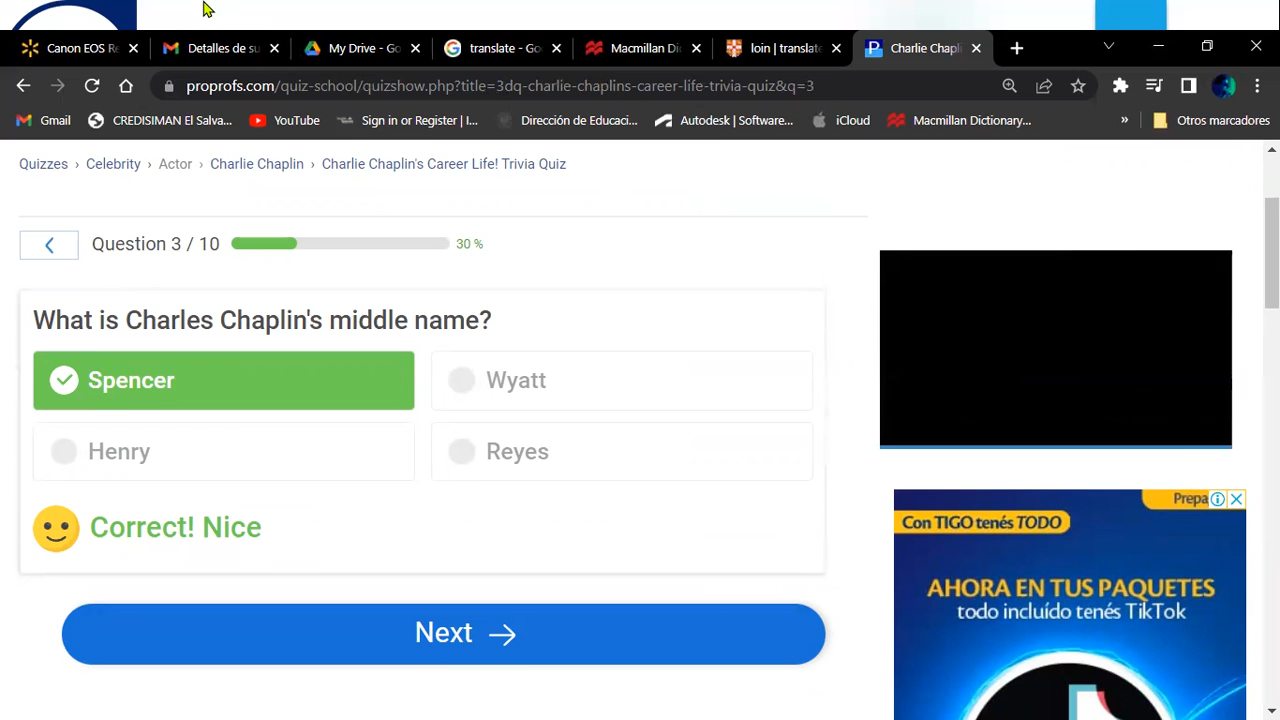 Canon EOS Re
Detalles de su
My Drive - Go
translate - Go
Macmillan Di
loin | translate
Charlie Chapl
proprofs.com/quiz-school/quizshow.php?title=3dq-charlie-chaplins-career-life-trivia-quiz&q=3
Gmail
CREDISIMAN El Salva...
YouTube
Sign in or Register | I...
Dirección de Educaci...
Autodesk | Software...
iCloud
Macmillan Dictionary...
»
Otros marcadores
Quizzes › Celebrity › Actor › Charlie Chaplin › Charlie Chaplin's Career Life! Trivia Quiz
Question 3 / 10
30 %
What is Charles Chaplin's middle name?
Spencer
Wyatt
Henry
Reyes
Correct! Nice
Next →
Prepa
Con TIGO tenés TODO
AHORA EN TUS PAQUETES
todo incluído tenés TikTok